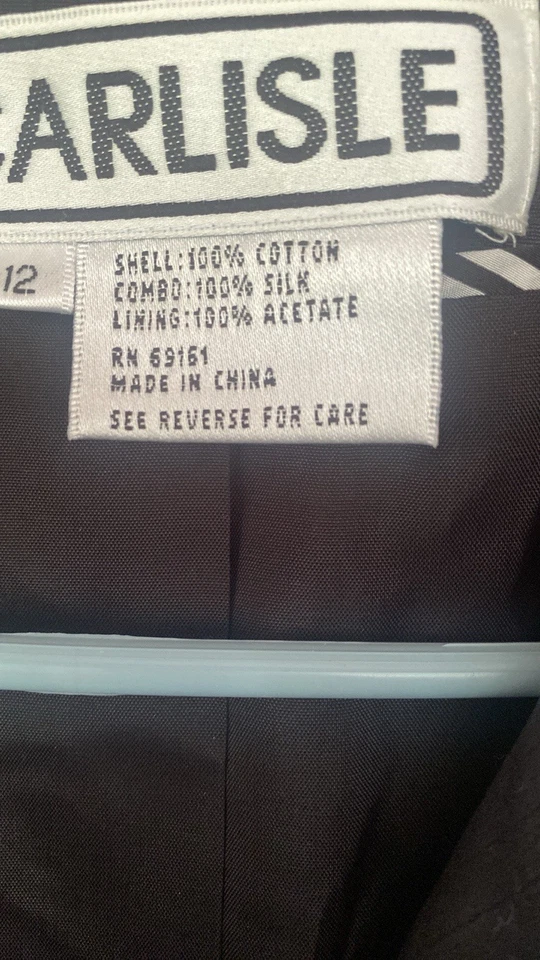 CARLISLE
12
SHELL:100% COTTON
COMBO:100% SILK
LINING:100% ACETATE
RN 69161
MADE IN CHINA
SEE REVERSE FOR CARE